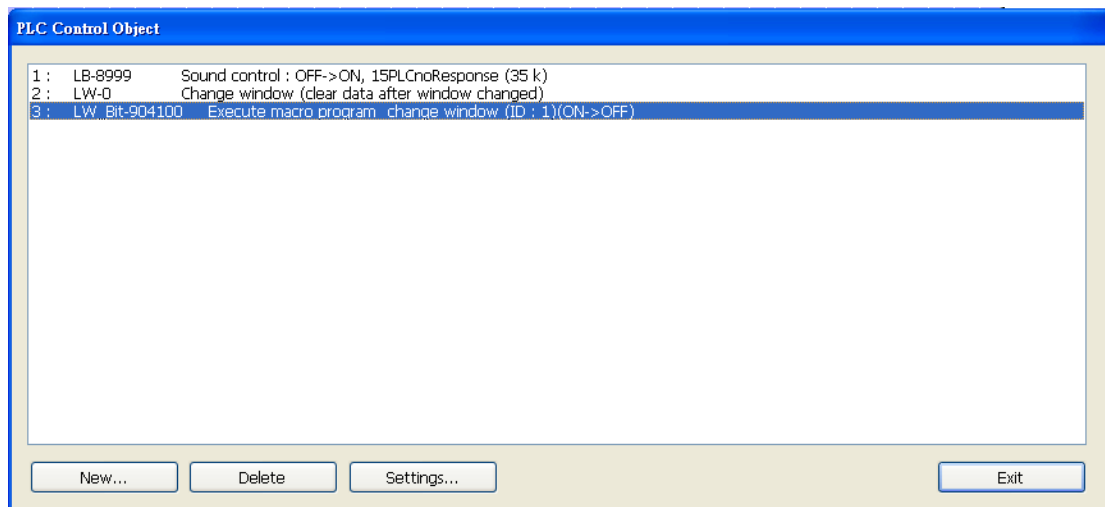 PLC Control Object
1 : LB-8999 Sound control : OFF->ON, 15PLCnoResponse (35 k)
2 : LW-0 Change window (clear data after window changed)
3 : LW_Bit-904100 Execute macro program change window (ID : 1)(ON->OFF)
New... Delete Settings... Exit